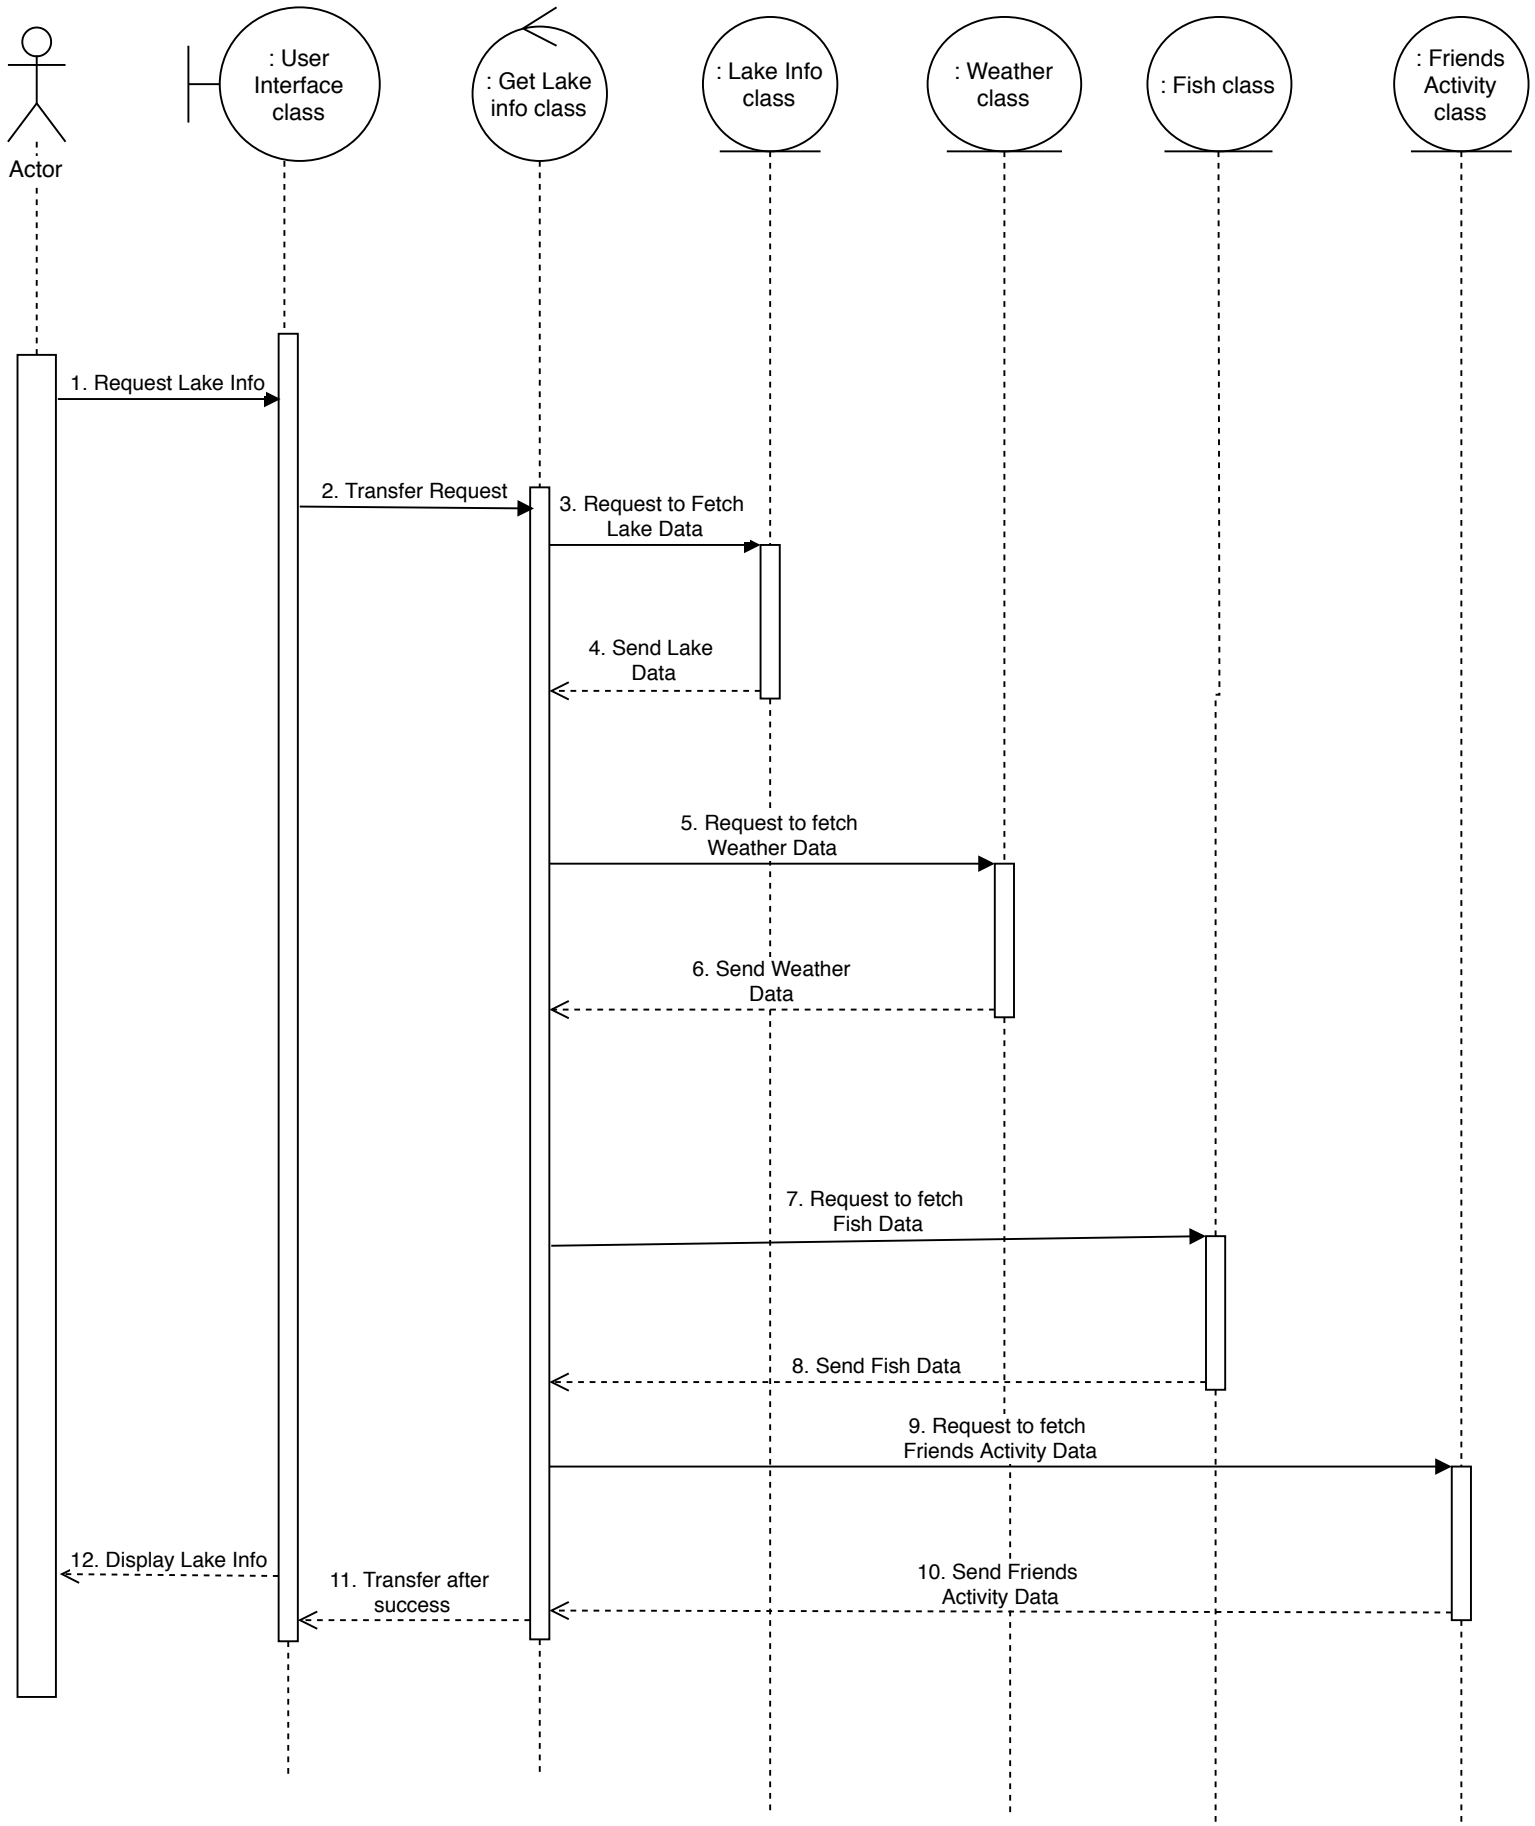 Actor
: User
Interface
class
: Get Lake
info class
: Lake Info
class
: Weather
class
: Fish class
: Friends
Activity
class
1. Request Lake Info
2. Transfer Request
3. Request to Fetch
Lake Data
4. Send Lake
Data
5. Request to fetch
Weather Data
6. Send Weather
Data
7. Request to fetch
Fish Data
8. Send Fish Data
9. Request to fetch
Friends Activity Data
10. Send Friends
Activity Data
11. Transfer after
success
12. Display Lake Info